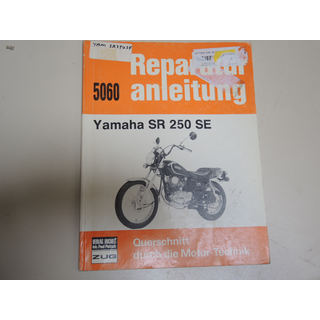 Reparatur
5060
anleitung
Yamaha SR 250 SE
Querschnitt
durch die Motor-Technik
ZUG